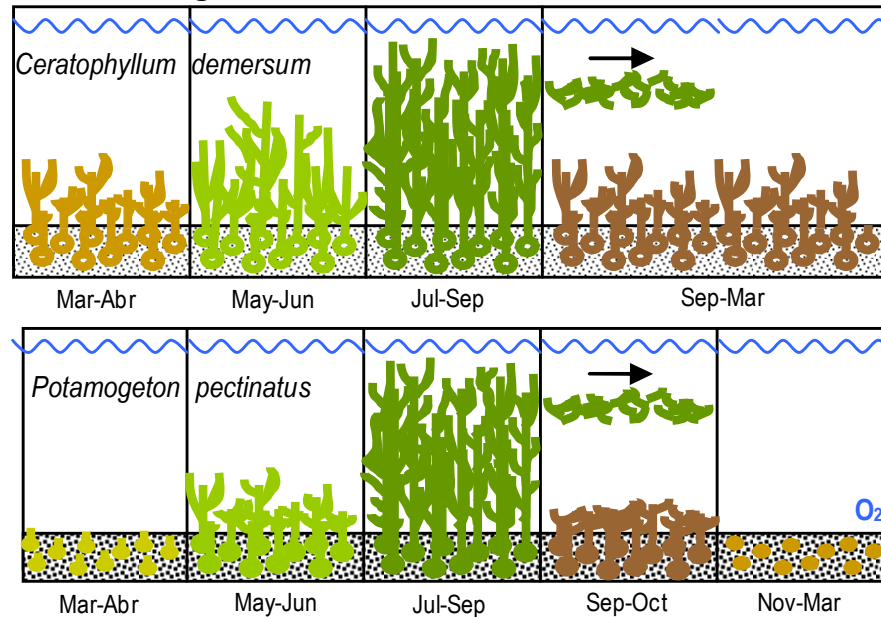 Ceratophyllum demersum
Mar-Abr May-Jun Jul-Sep Sep-Mar
Potamogeton pectinatus
O2
Mar-Abr May-Jun Jul-Sep Sep-Oct Nov-Mar